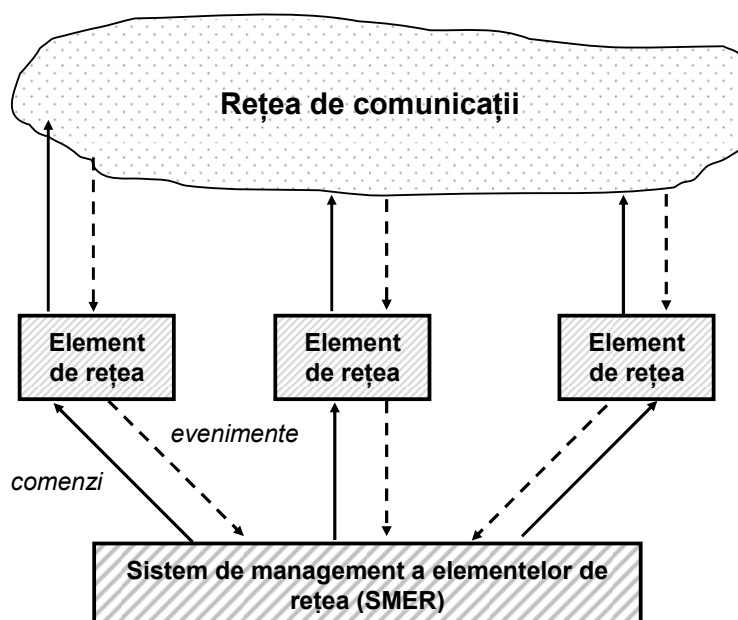 Rețea de comunicații
Element
de rețea
Element
de rețea
Element
de rețea
evenimente
comenzi
Sistem de management a elementelor de
rețea (SMER)